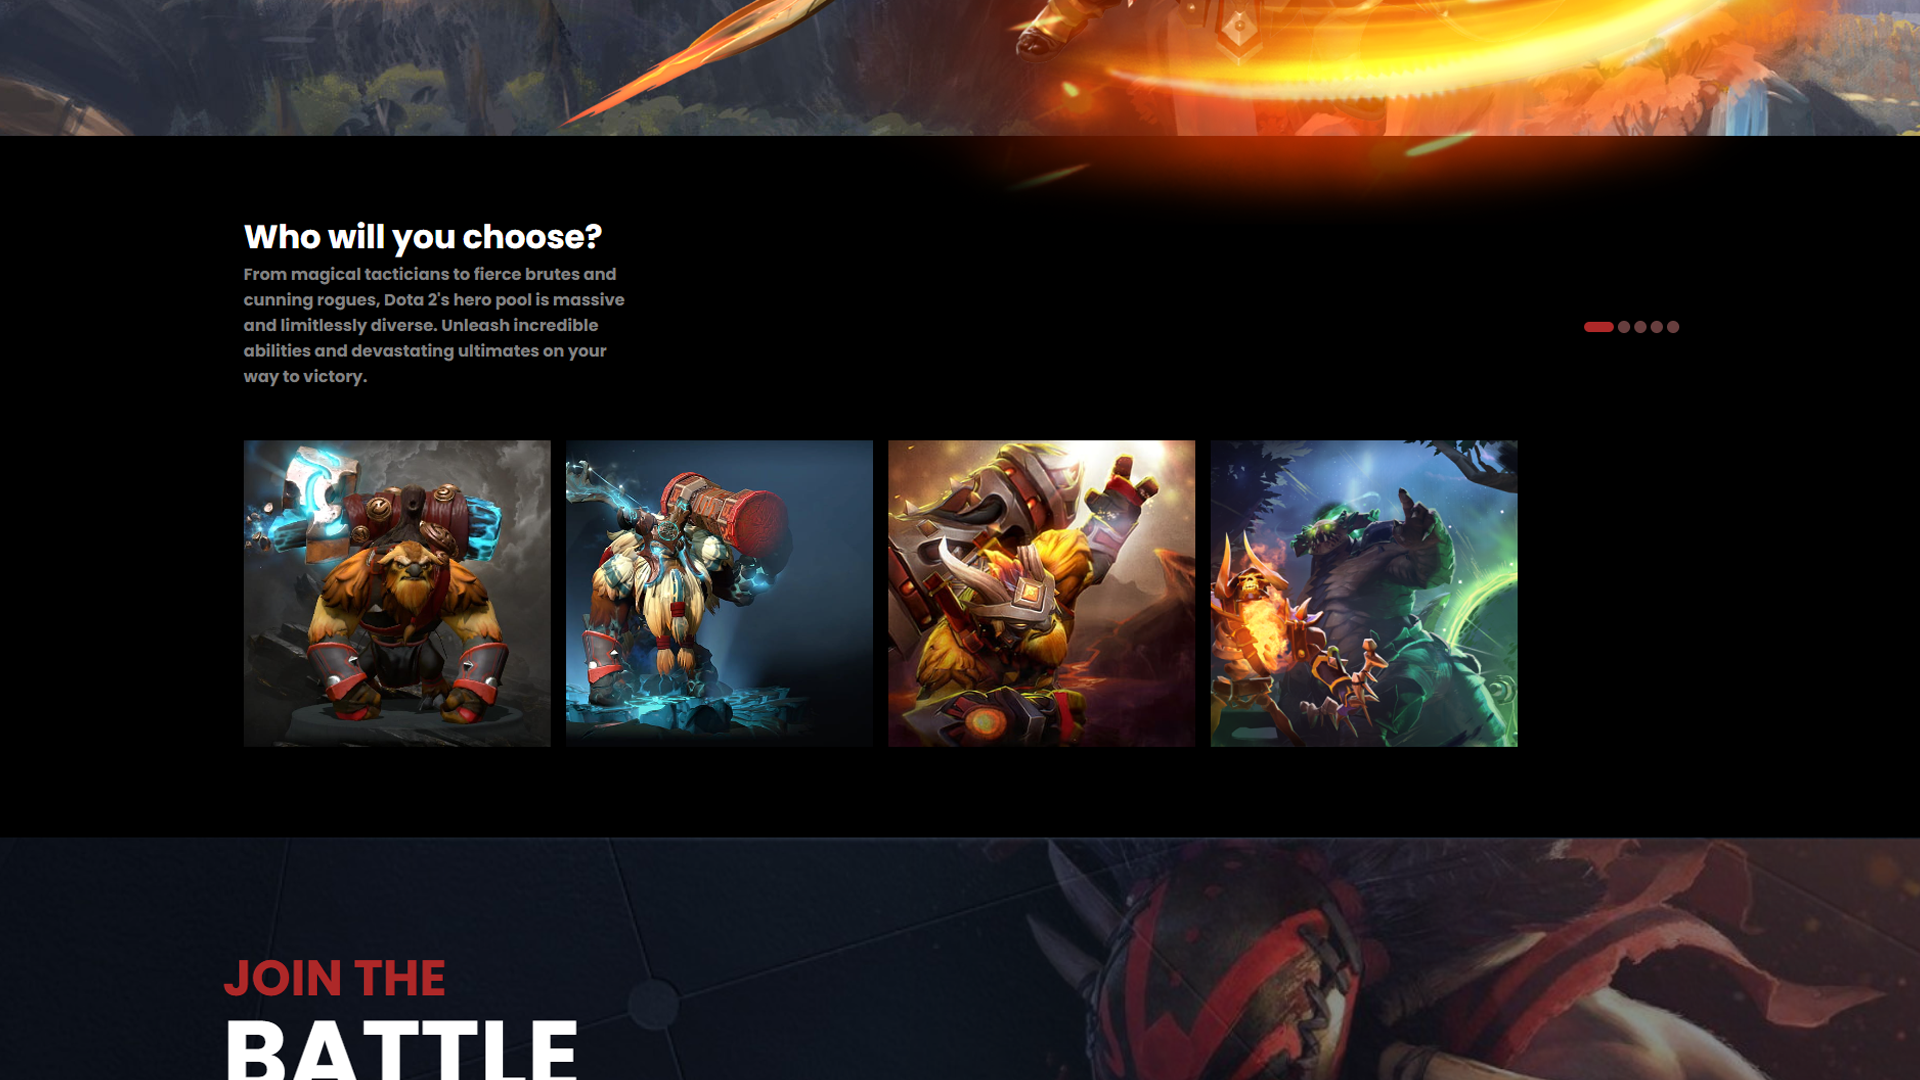 Who will you choose?
From magical tacticians to fierce brutes and
cunning rogues, Dota 2's hero pool is massive
and limitlessly diverse. Unleash incredible
abilities and devastating ultimates on your
way to victory.
JOIN THE
BATTLE